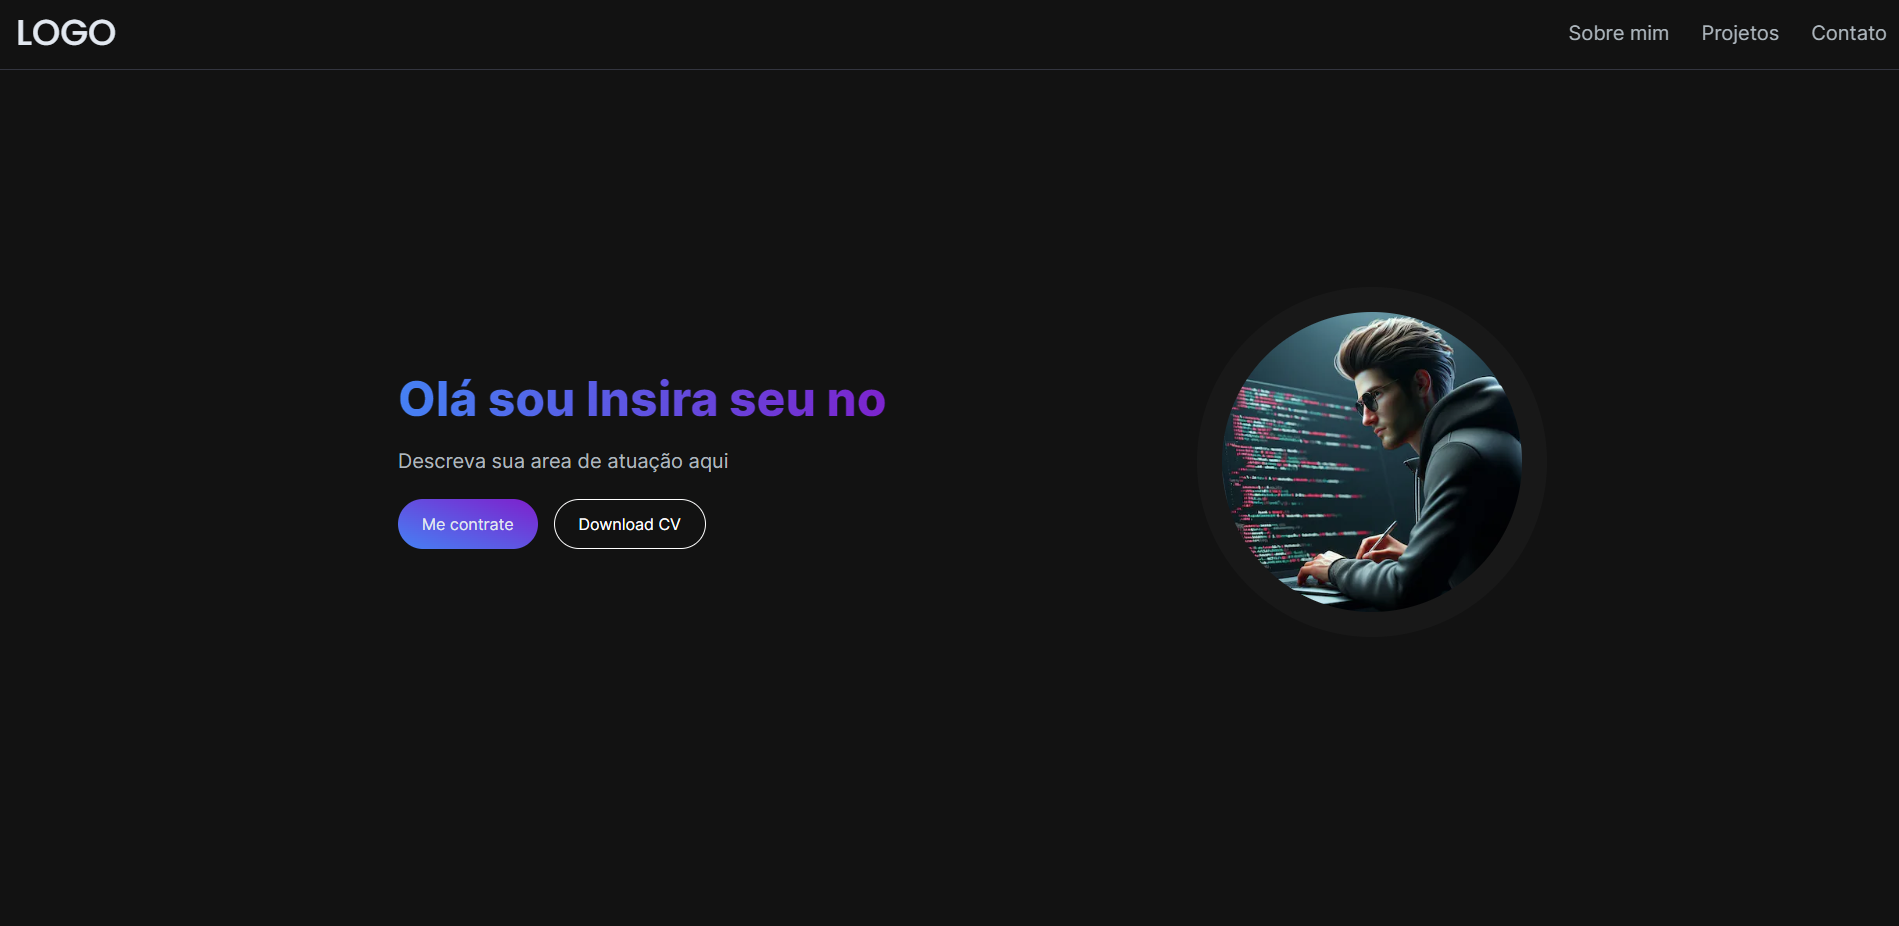 LOGO
Sobre mim Projetos Contato
Olá sou Insira seu no
Descreva sua area de atuação aqui
Me contrate Download CV